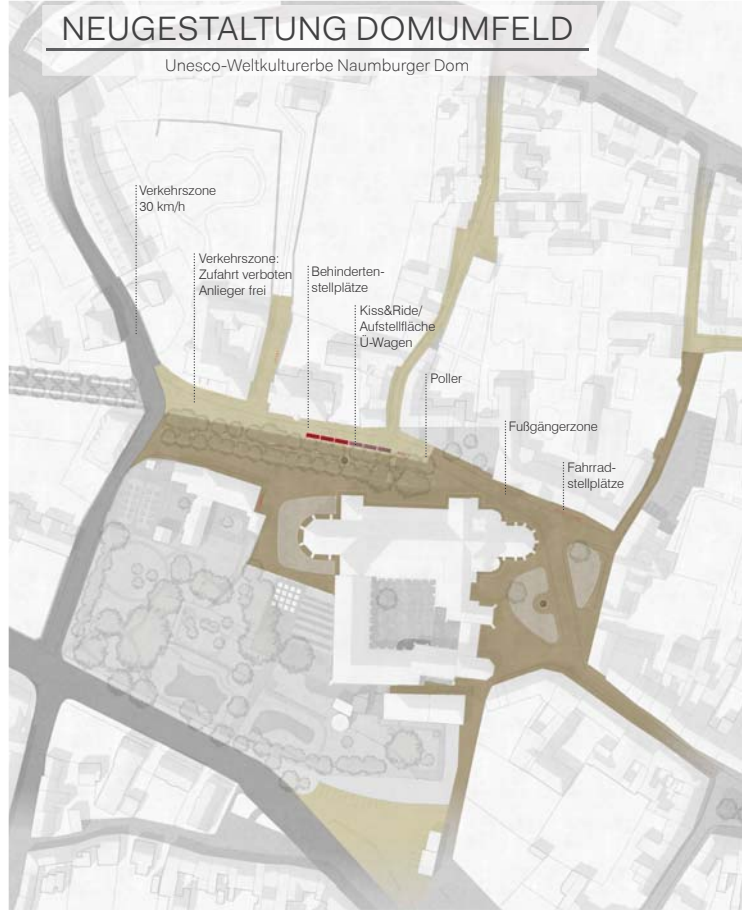 NEUGESTALTUNG DOMUMFELD
Unesco-Weltkulturerbe Naumburger Dom
Verkehrszone
30 km/h
Verkehrszone:
Zufahrt verboten
Anlieger frei
Behinderten-
stellplätze
Kiss&Ride/
Aufstellfläche
Ü-Wagen
Poller
Fußgängerzone
Fahrrad-
stellplätze